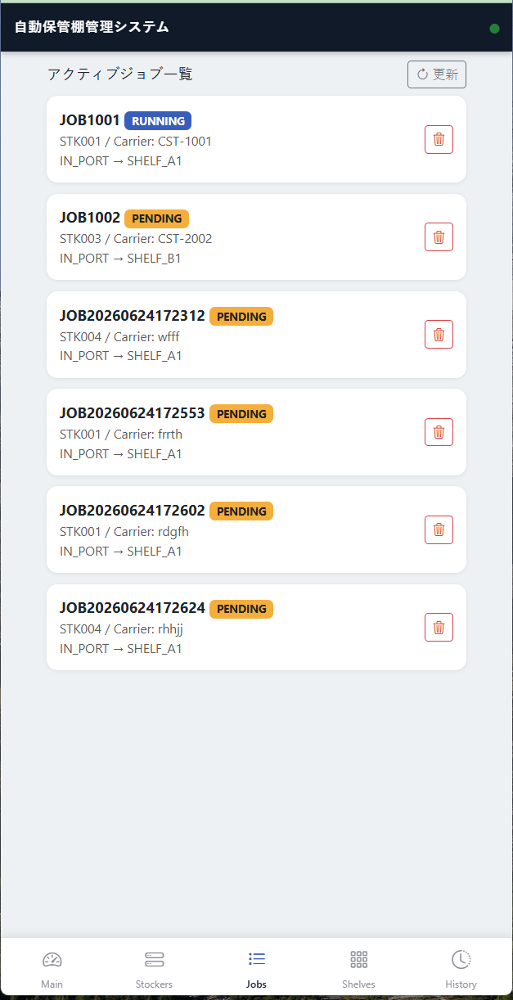 自動保管棚管理システム
アクティブジョブ一覧
更新
JOB1001 RUNNING
STK001 / Carrier: CST-1001
IN_PORT → SHELF_A1
JOB1002 PENDING
STK003 / Carrier: CST-2002
IN_PORT → SHELF_B1
JOB20260624172312 PENDING
STK004 / Carrier: wfff
IN_PORT → SHELF_A1
JOB20260624172553 PENDING
STK001 / Carrier: frrth
IN_PORT → SHELF_A1
JOB20260624172602 PENDING
STK001 / Carrier: rdgfh
IN_PORT → SHELF_A1
JOB20260624172624 PENDING
STK004 / Carrier: rhhjj
IN_PORT → SHELF_A1
Main Stockers Jobs Shelves History